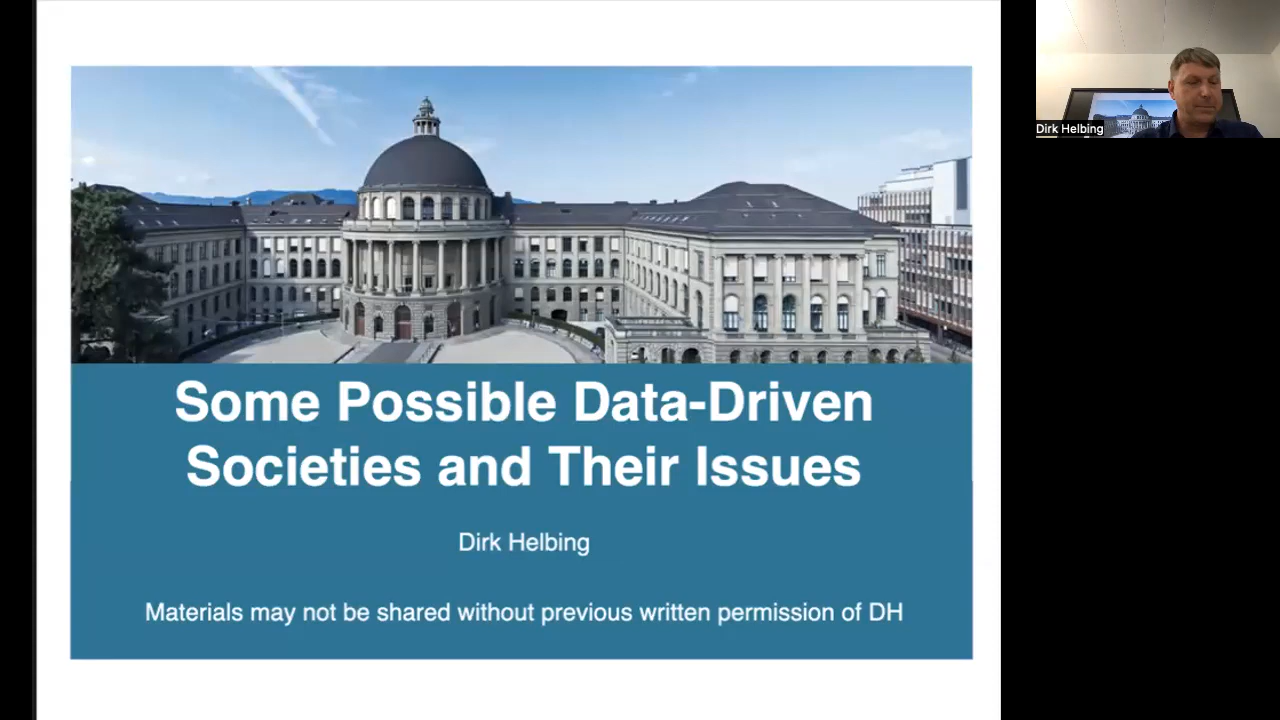 Some Possible Data-Driven
Societies and Their Issues
Dirk Helbing
Materials may not be shared without previous written permission of DH
Dirk Helbing